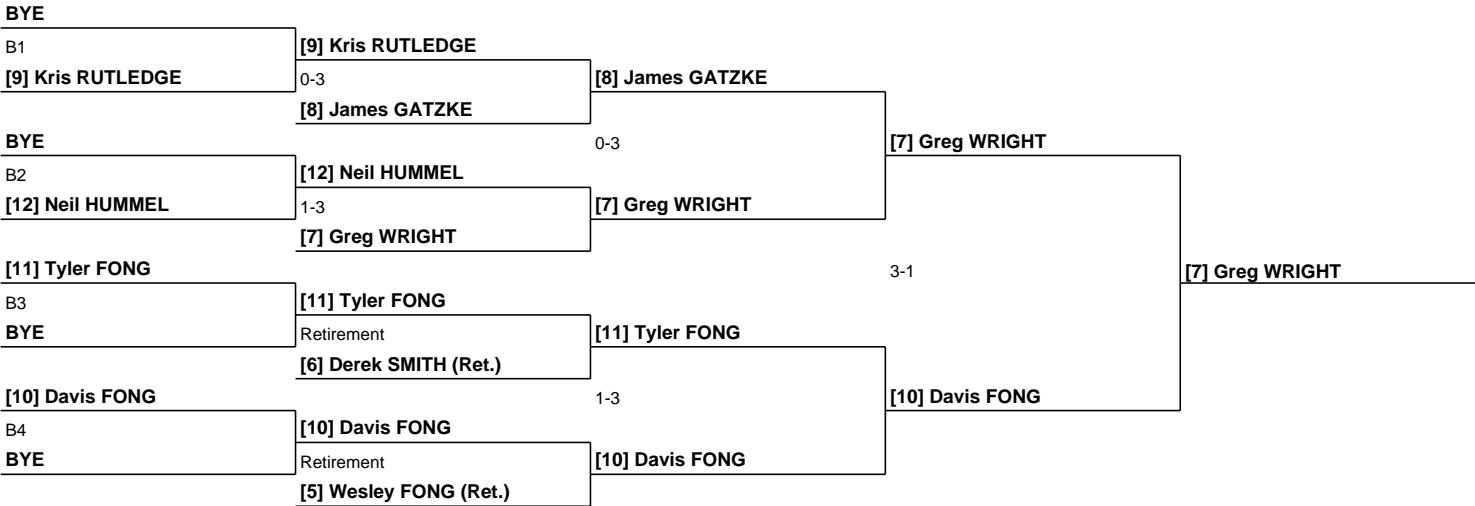 BYE
B1
[9] Kris RUTLEDGE
BYE
B2
[12] Neil HUMMEL
[11] Tyler FONG
B3
BYE
[10] Davis FONG
B4
BYE
[9] Kris RUTLEDGE
0-3
[8] James GATZKE
[12] Neil HUMMEL
1-3
[7] Greg WRIGHT
[11] Tyler FONG
Retirement
[6] Derek SMITH (Ret.)
[10] Davis FONG
Retirement
[5] Wesley FONG (Ret.)
[8] James GATZKE
0-3
[7] Greg WRIGHT
[11] Tyler FONG
1-3
[10] Davis FONG
[7] Greg WRIGHT
3-1
[10] Davis FONG
[7] Greg WRIGHT